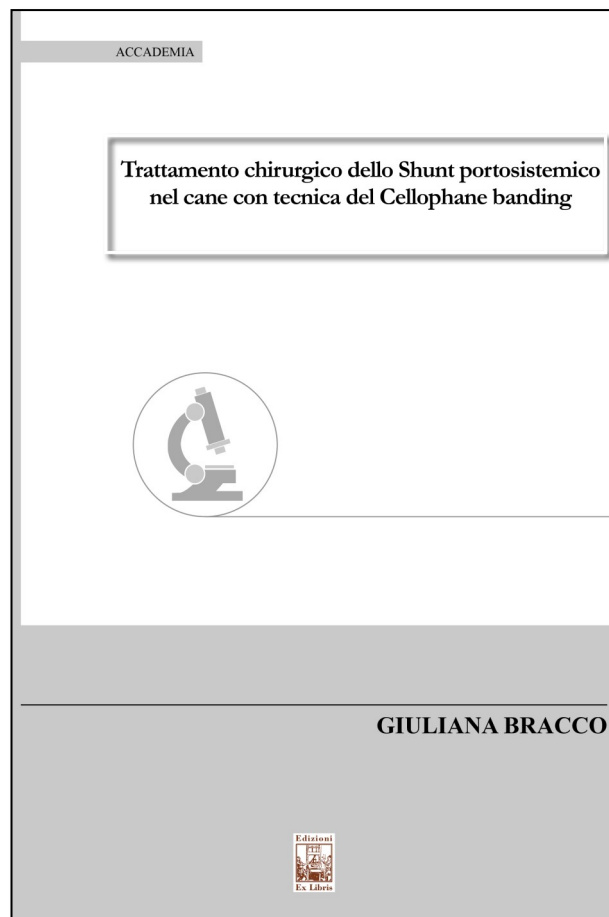 ACCADEMIA
Trattamento chirurgico dello Shunt portosistemico
nel cane con tecnica del Cellophane banding
GIULIANA BRACCO
Edizioni
Ex Libris